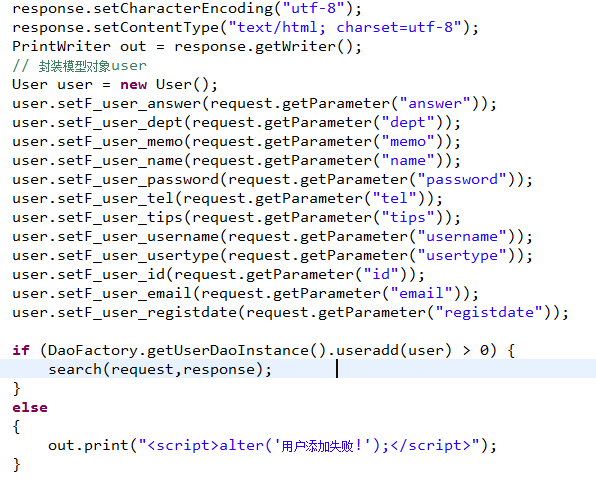 response.setCharacterEncoding("utf-8");
response.setContentType("text/html; charset=utf-8");
PrintWriter out = response.getWriter();
// 封装模型对象user
User user = new User();
user.setF_user_answer(request.getParameter("answer"));
user.setF_user_dept(request.getParameter("dept"));
user.setF_user_memo(request.getParameter("memo"));
user.setF_user_name(request.getParameter("name"));
user.setF_user_password(request.getParameter("password"));
user.setF_user_tel(request.getParameter("tel"));
user.setF_user_tips(request.getParameter("tips"));
user.setF_user_username(request.getParameter("username"));
user.setF_user_usertype(request.getParameter("usertype"));
user.setF_user_id(request.getParameter("id"));
user.setF_user_email(request.getParameter("email"));
user.setF_user_registdate(request.getParameter("registdate"));
if (DaoFactory.getUserDaoInstance().useradd(user) > 0) {
search(request,response);
}
else
{
out.print("<script>alter('用户添加失败!');</script>");
}